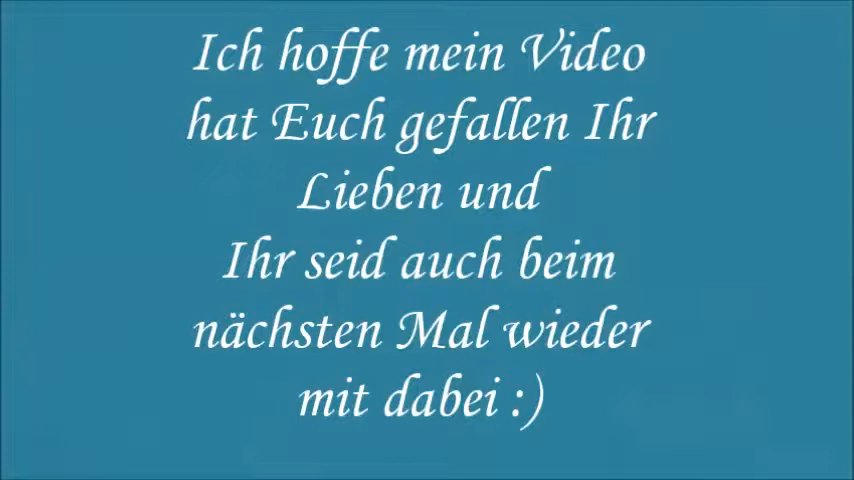 Ich hoffe mein Video
hat Euch gefallen Ihr
Lieben und
Ihr seid auch beim
nächsten Mal wieder
mit dabei :)